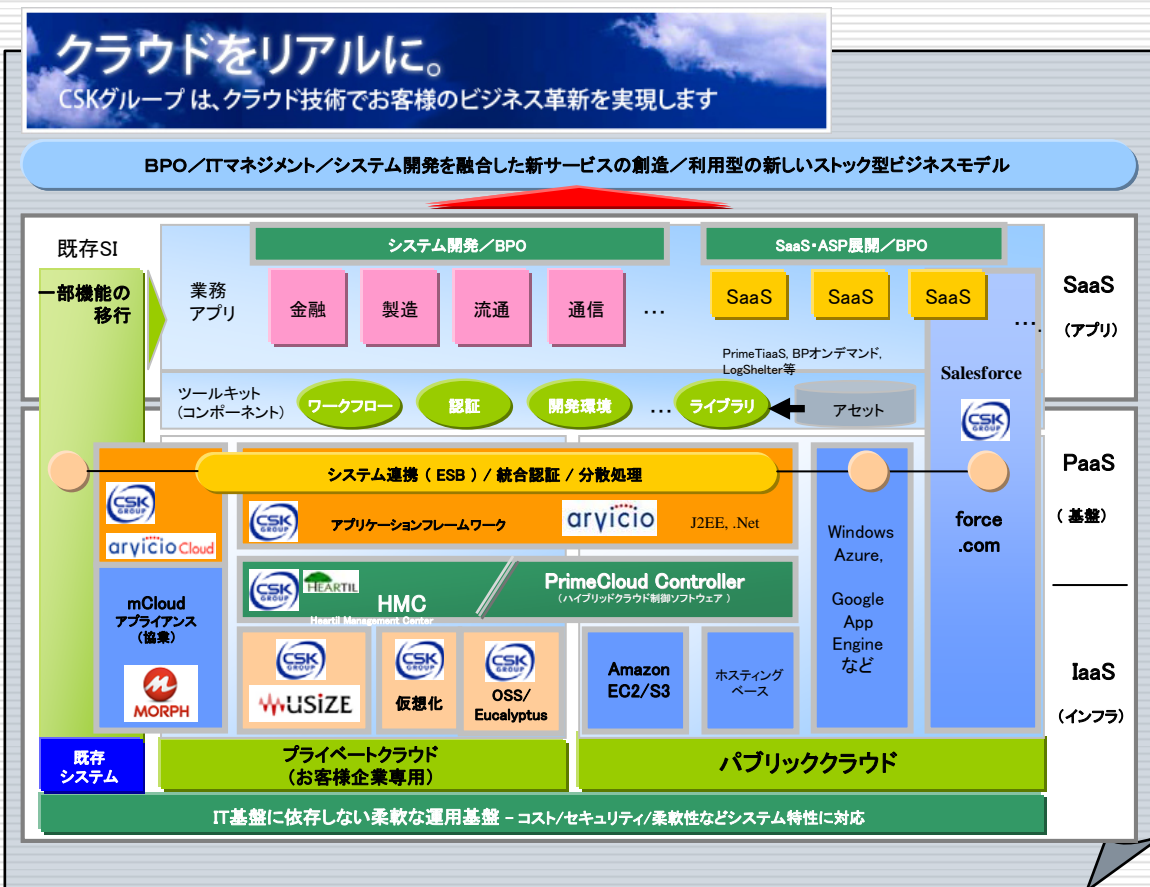 クラウドをリアルに。
CSKグループ は、クラウド技術でお客様のビジネス革新を実現します
BPO／ITマネジメント／システム開発を融合した新サービスの創造／利用型の新しいストック型ビジネスモデル
既存SI
一部機能の
移行
システム開発／BPO
SaaS・ASP展開／BPO
業務
アプリ
金融
製造
流通
通信
…
SaaS
SaaS
SaaS
….
PrimeTiaaS, BPオンデマンド,
LogShelter等
ツールキット
（コンポーネント）
ワークフロー
認証
開発環境
…
ライブラリ
アセット
Salesforce
CSK
GROUP
force
.com
システム連携（ ESB ）/ 統合認証 / 分散処理
CSK
GROUP
arvicio Cloud
CSK
GROUP
アプリケーションフレームワーク
arvicio
J2EE, .Net
Windows
Azure,
Google
App
Engine
など
mCloud
アプライアンス
（協業）
MORPH
CSK
GROUP
HEARTIL
HMC
Heartil Management Center
PrimeCloud Controller
（ハイブリッドクラウド制御ソフトウェア ）
CSK
GROUP
USiZE
CSK
GROUP
仮想化
CSK
GROUP
OSS/
Eucalyptus
Amazon
EC2/S3
ホスティング
ベース
既存
システム
プライベートクラウド
（お客様企業専用）
パブリッククラウド
IT基盤に依存しない柔軟な運用基盤 – コスト/セキュリティ/柔軟性などシステム特性に対応
SaaS
（アプリ）
PaaS
（ 基盤）
IaaS
（インフラ）